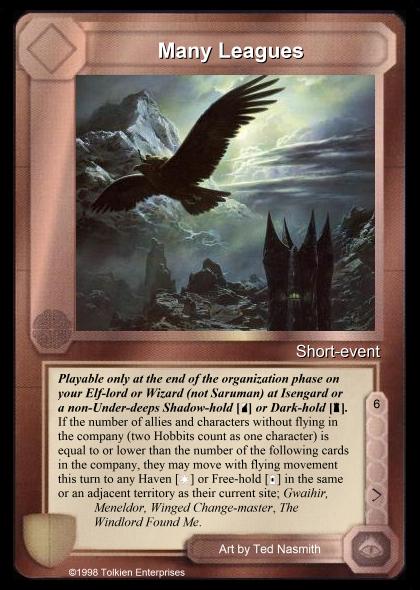 Many Leagues
Short-event
Playable only at the end of the organization phase on
your Elf-lord or Wizard (not Saruman) at Isengard or
a non-Under-deeps Shadow-hold [] or Dark-hold [].
If the number of allies and characters without flying in
the company (two Hobbits count as one character) is
equal to or lower than the number of the following cards
in the company, they may move with flying movement
this turn to any Haven [] or Free-hold [] in the same
or an adjacent territory as their current site; Gwaihir,
Meneldor, Winged Change-master, The
Windlord Found Me.
6
Art by Ted Nasmith
©1998 Tolkien Enterprises